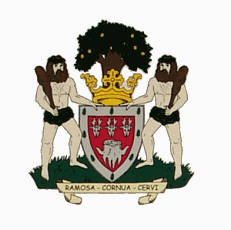 RAMOSA - CORNUA - CERVI